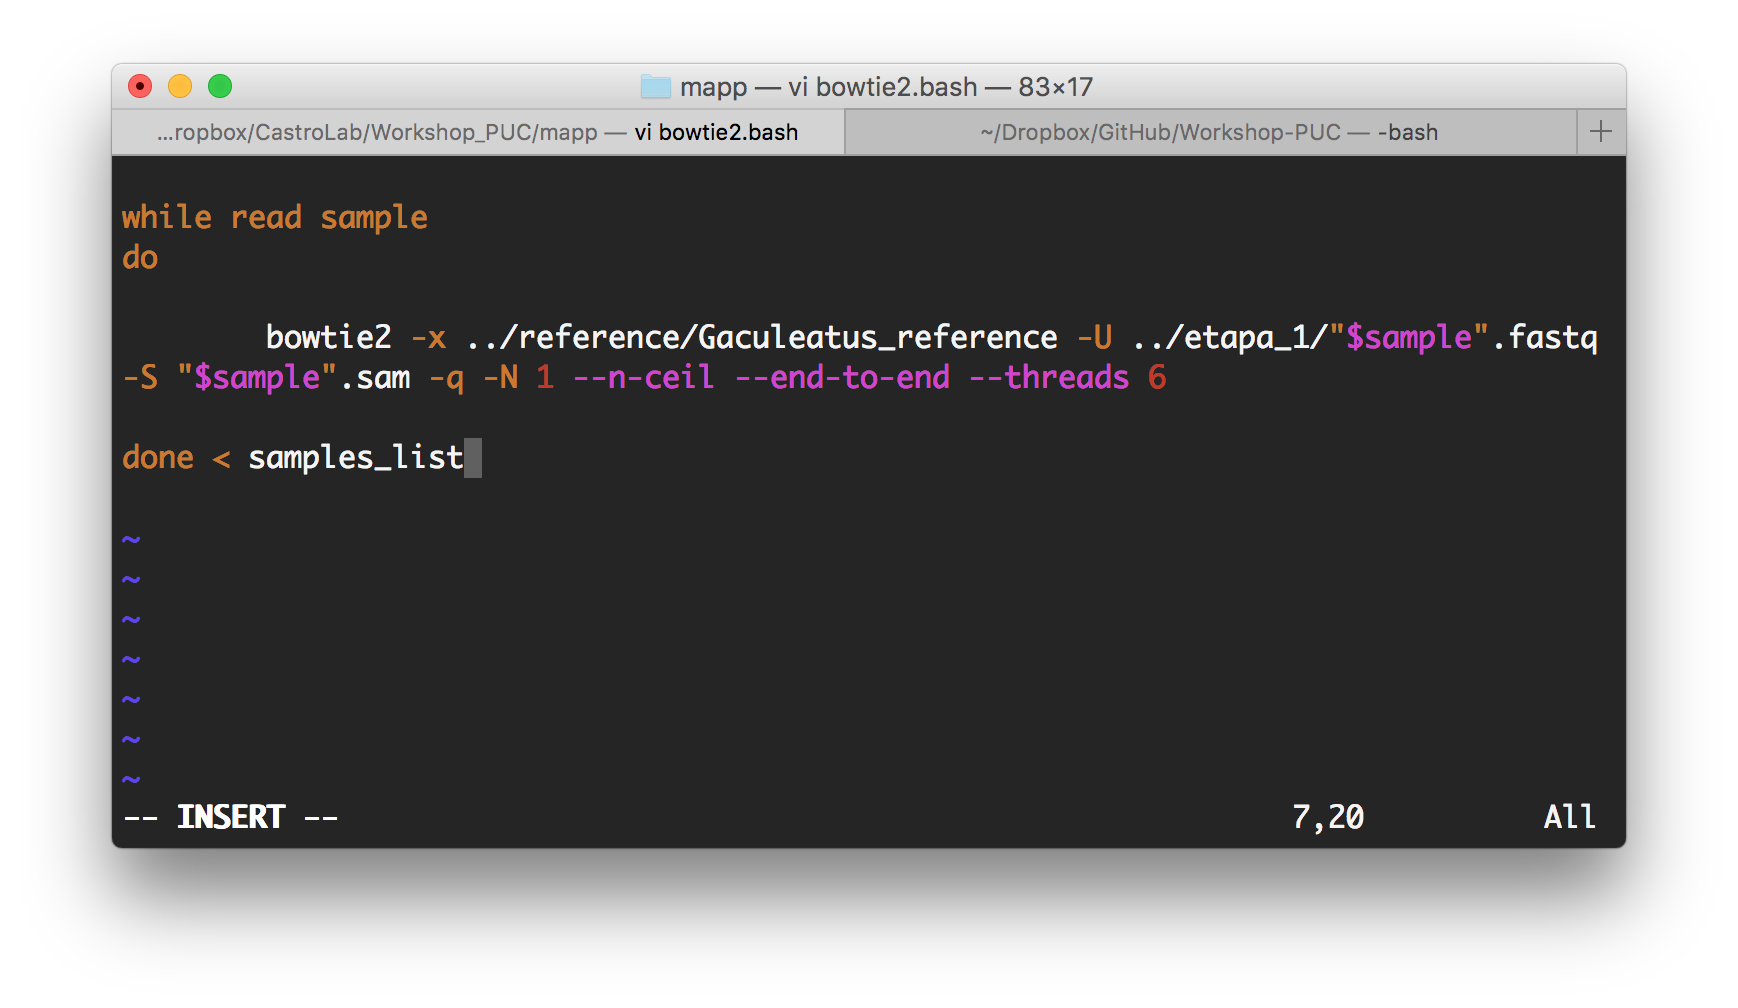 mapp — vi bowtie2.bash — 83×17
...ropbox/CastroLab/Workshop_PUC/mapp — vi bowtie2.bash
~/Dropbox/GitHub/Workshop-PUC — -bash
while read sample
do
bowtie2 -x ../reference/Gaculeatus_reference -U ../etapa_1/"$sample".fastq
-S "$sample".sam -q -N 1 --n-ceil --end-to-end --threads 6
done < samples_list
~
~
~
~
~
~
~
-- INSERT -- 7,20 All